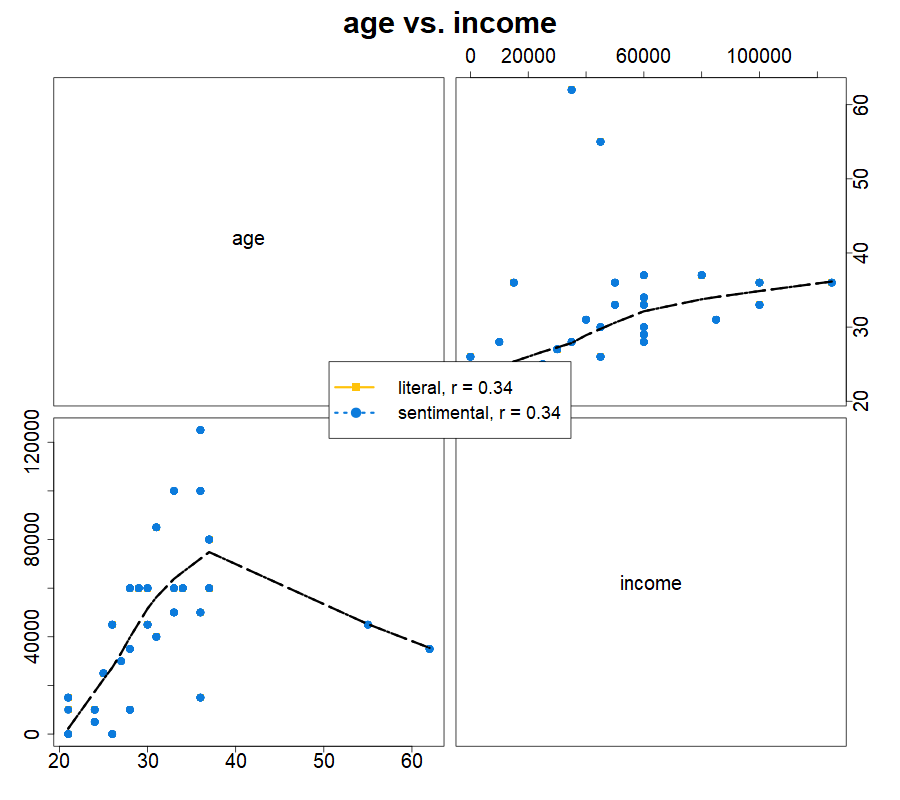 age vs. income
0 20000 60000 100000
age
20 30 40 50 60
literal, r = 0.34
sentimental, r = 0.34
0 40000 80000 120000
income
20 30 40 50 60